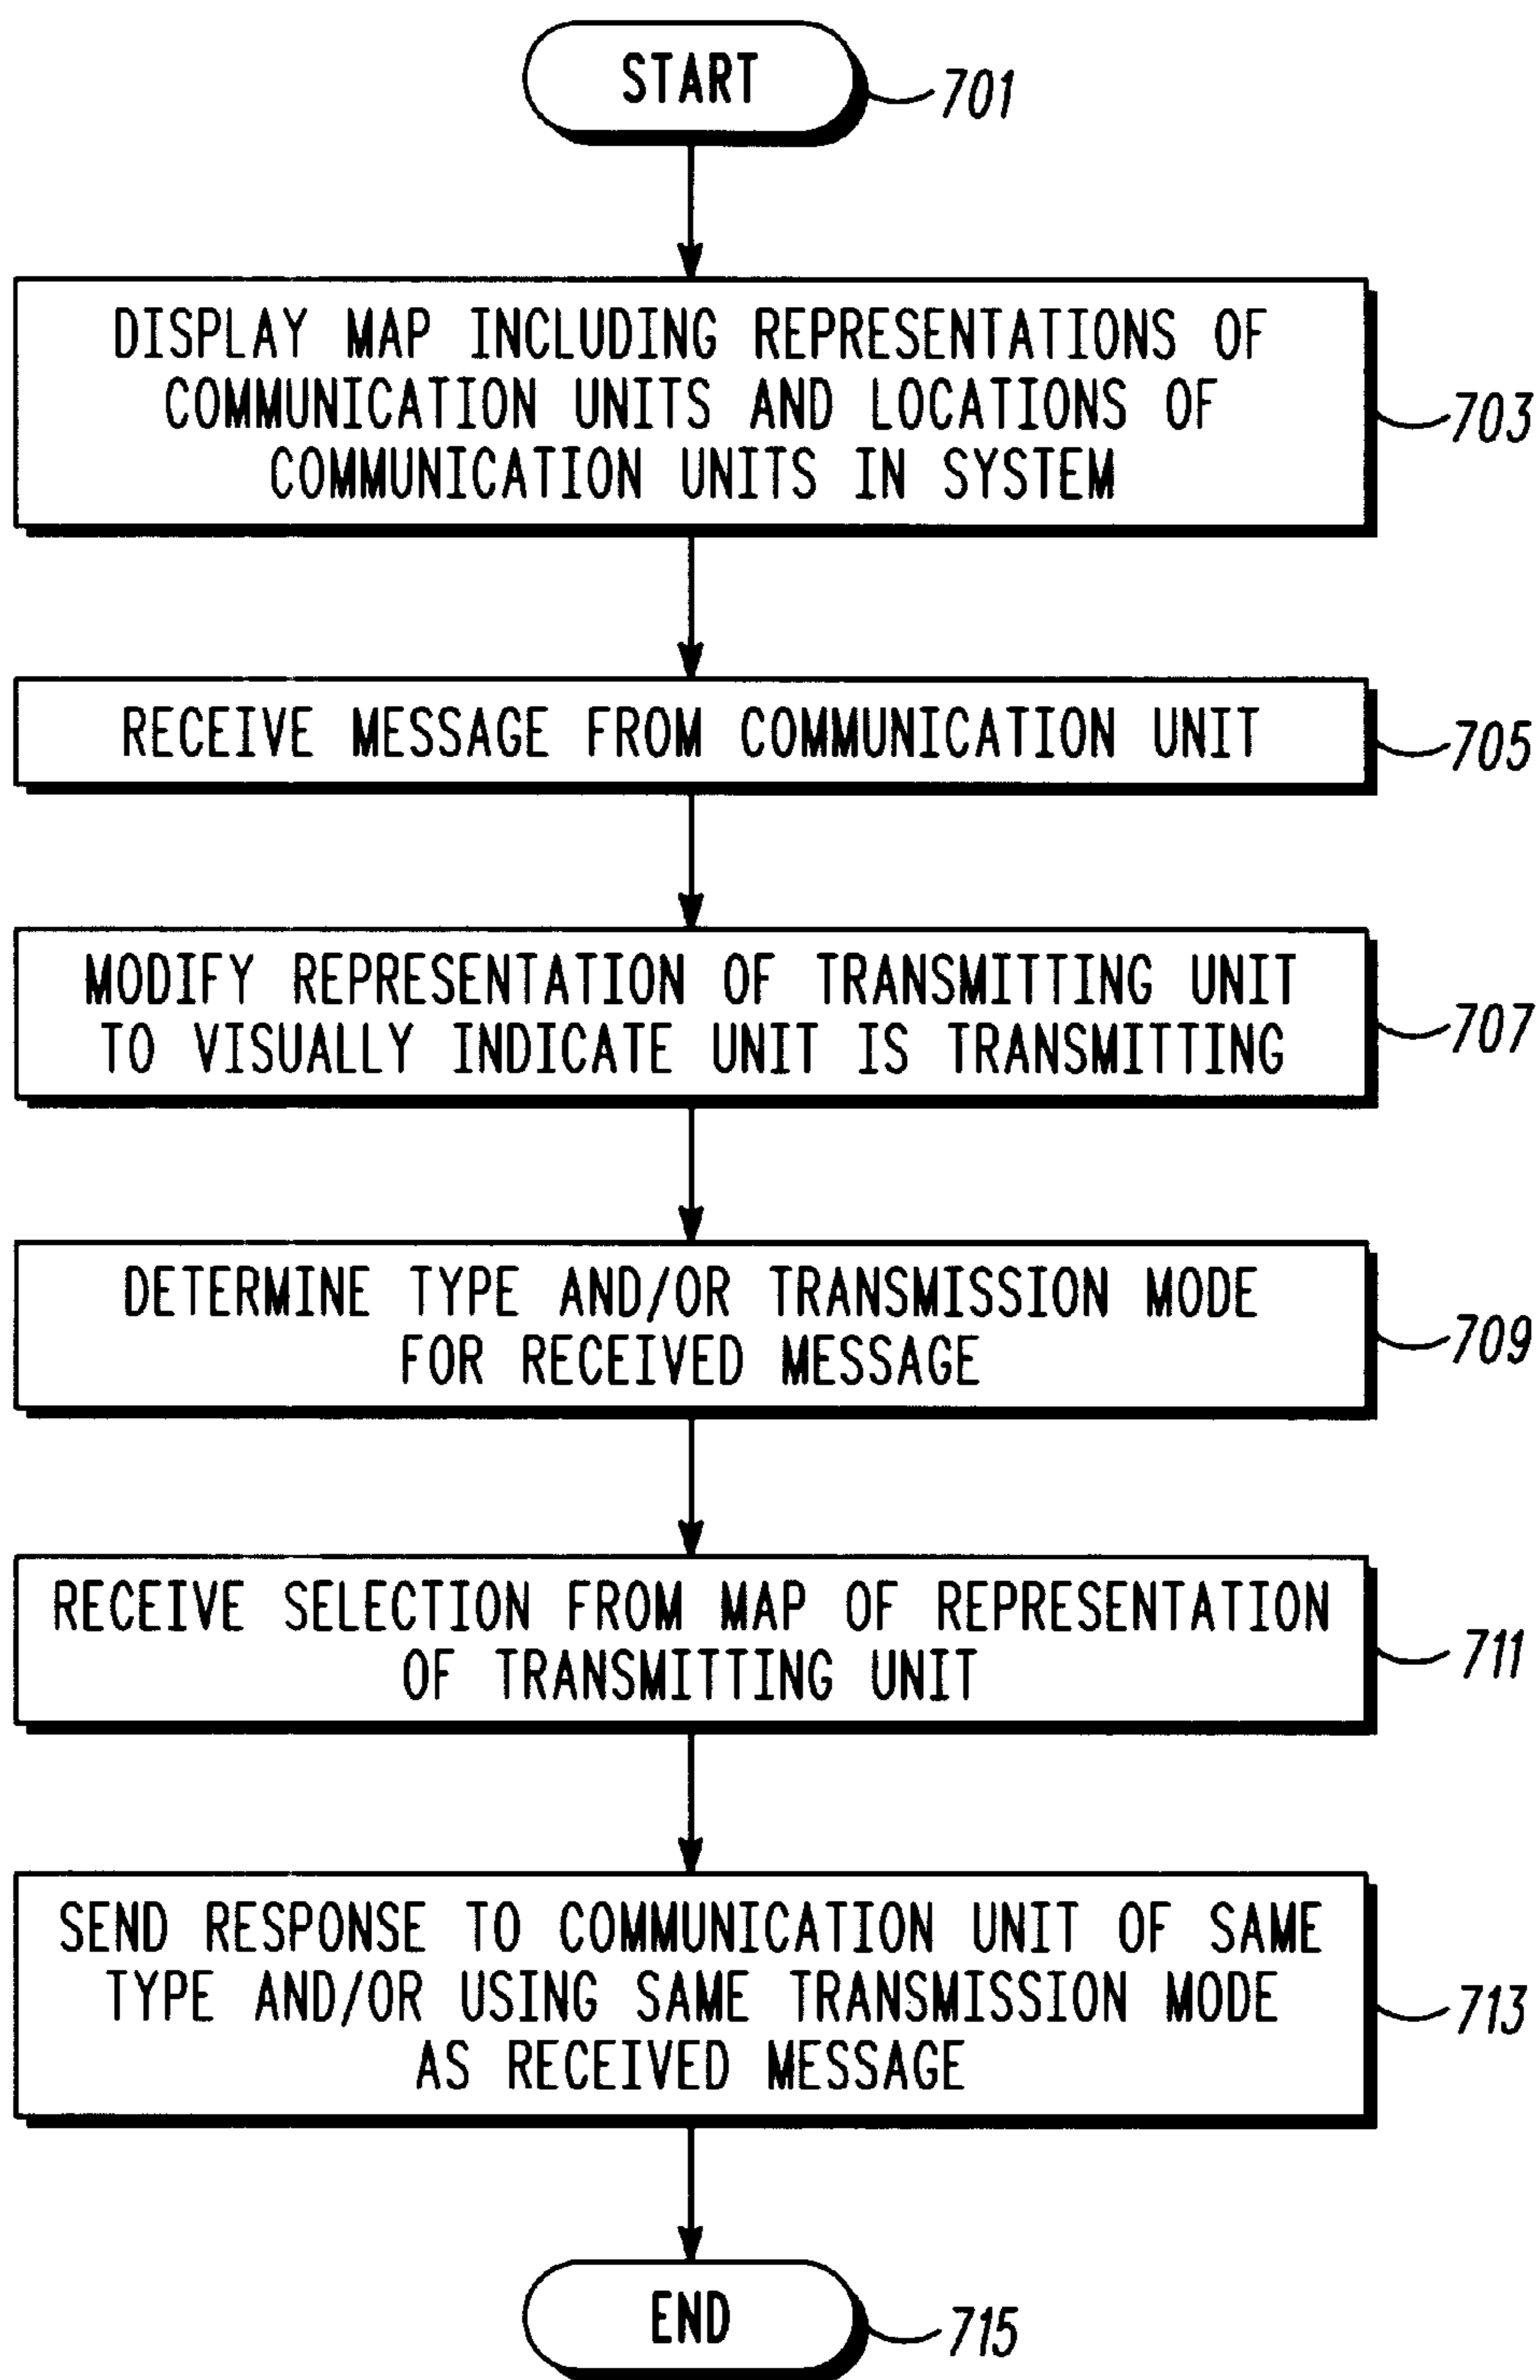 START
701
DISPLAY MAP INCLUDING REPRESENTATIONS OF
COMMUNICATION UNITS AND LOCATIONS OF
COMMUNICATION UNITS IN SYSTEM
703
RECEIVE MESSAGE FROM COMMUNICATION UNIT
705
MODIFY REPRESENTATION OF TRANSMITTING UNIT
TO VISUALLY INDICATE UNIT IS TRANSMITTING
707
DETERMINE TYPE AND/OR TRANSMISSION MODE
FOR RECEIVED MESSAGE
709
RECEIVE SELECTION FROM MAP OF REPRESENTATION
OF TRANSMITTING UNIT
711
SEND RESPONSE TO COMMUNICATION UNIT OF SAME
TYPE AND/OR USING SAME TRANSMISSION MODE
AS RECEIVED MESSAGE
713
END
715